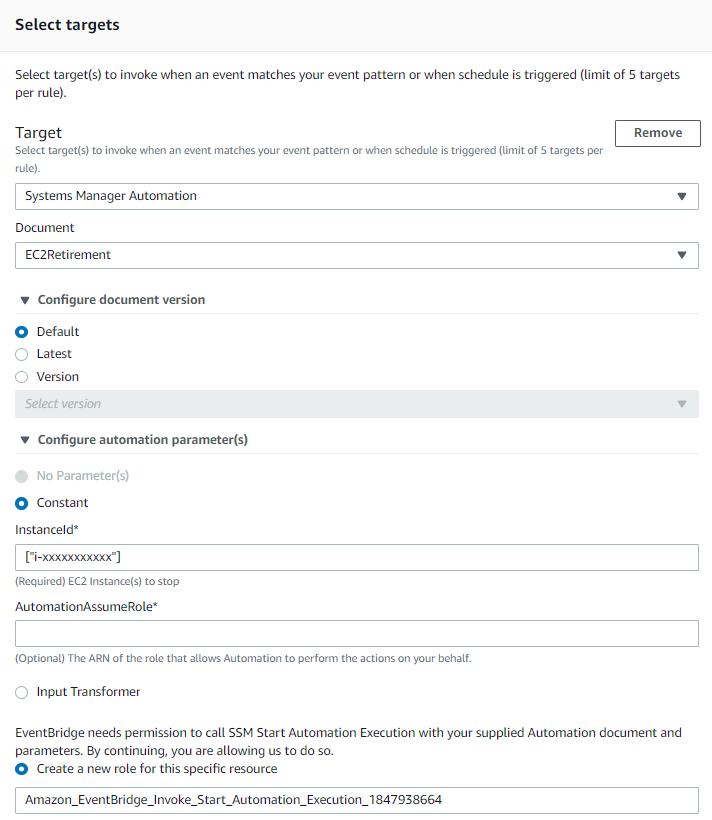 Select targets
Select target(s) to invoke when an event matches your event pattern or when schedule is triggered (limit of 5 targets
per rule).
Target
Remove
Select target(s) to invoke when an event matches your event pattern or when schedule is triggered (limit of 5 targets per
rule).
Systems Manager Automation
Document
EC2Retirement
Configure document version
Default
Latest
Version
Select version
Configure automation parameter(s)
No Parameter(s)
Constant
InstanceId*
["i-xxxxxxxxxxx"]
(Required) EC2 Instance(s) to stop
AutomationAssumeRole*
(Optional) The ARN of the role that allows Automation to perform the actions on your behalf.
Input Transformer
EventBridge needs permission to call SSM Start Automation Execution with your supplied Automation document and
parameters. By continuing, you are allowing us to do so.
Create a new role for this specific resource
Amazon_EventBridge_Invoke_Start_Automation_Execution_1847938664